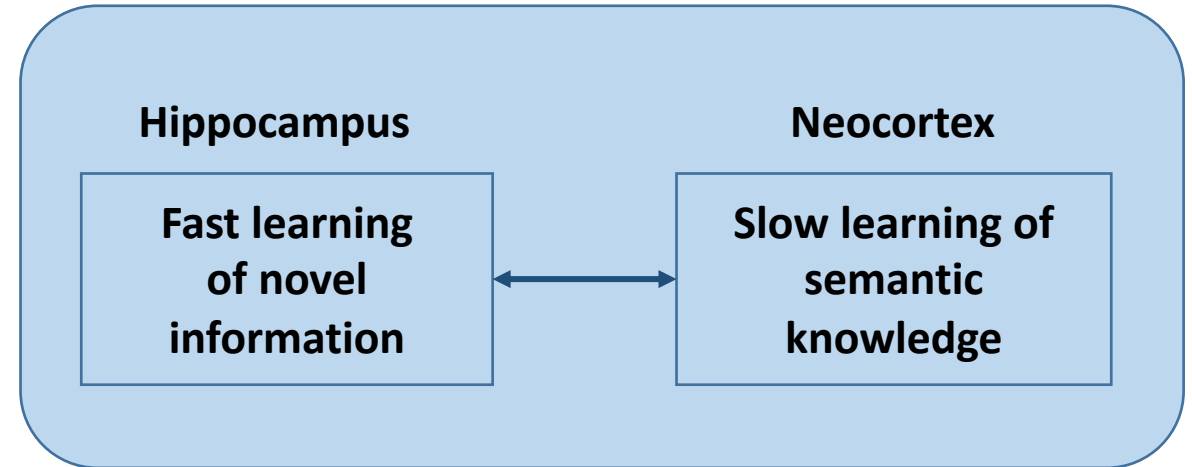 Hippocampus
Neocortex
Fast learning
of novel
information
Slow learning of
semantic
knowledge